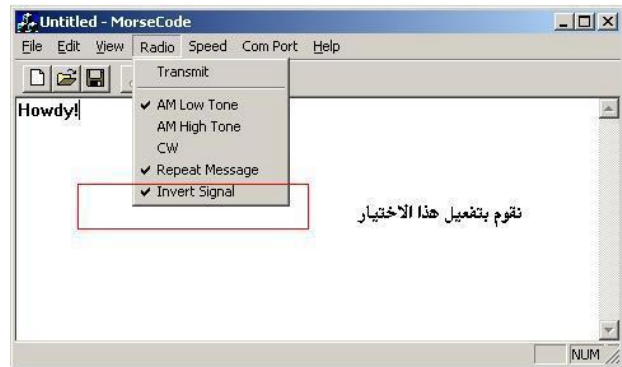 Untitled - MorseCode
File Edit View Radio Speed Com Port Help
Transmit
Howdy!
AM Low Tone
AM High Tone
CW
Repeat Message
Invert Signal
نقوم بتفعيل هذا الاختيار
NUM